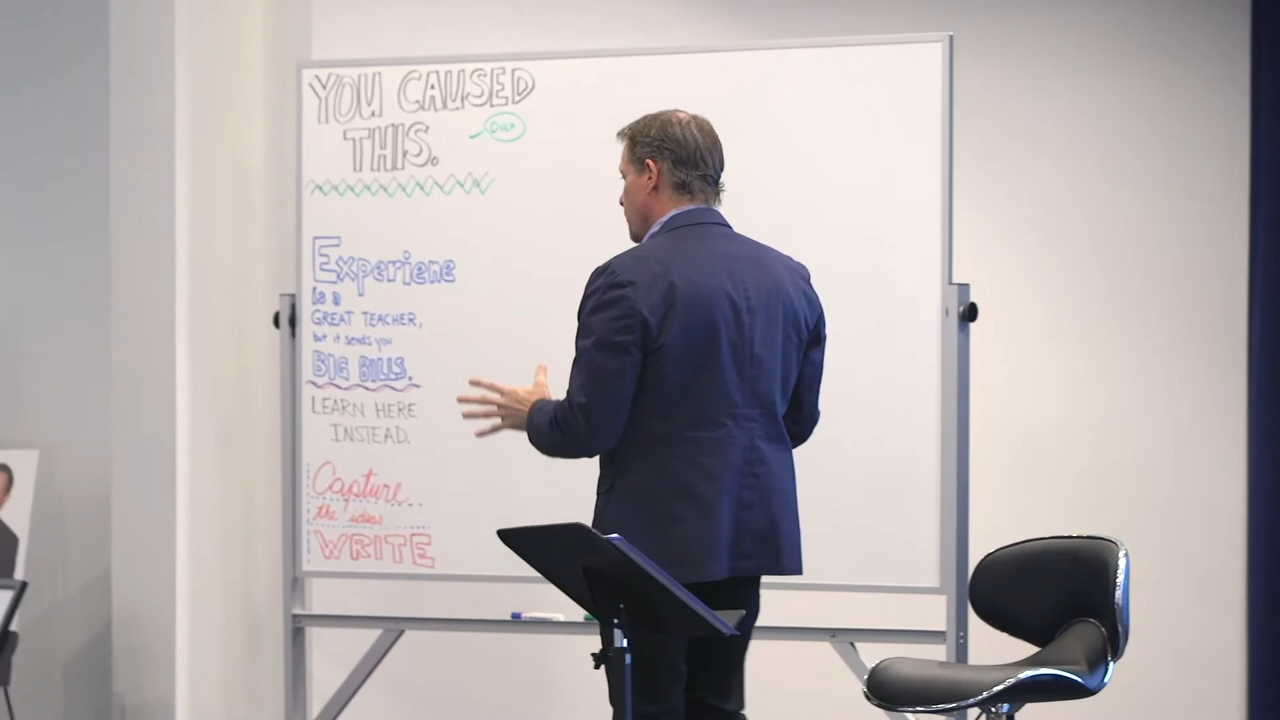 YOU CAUSED
THIS.
Experiene
is a
GREAT TEACHER,
but it sends you
BIG BILLS.
LEARN HERE
INSTEAD.
Capture
the ideas
WRITE